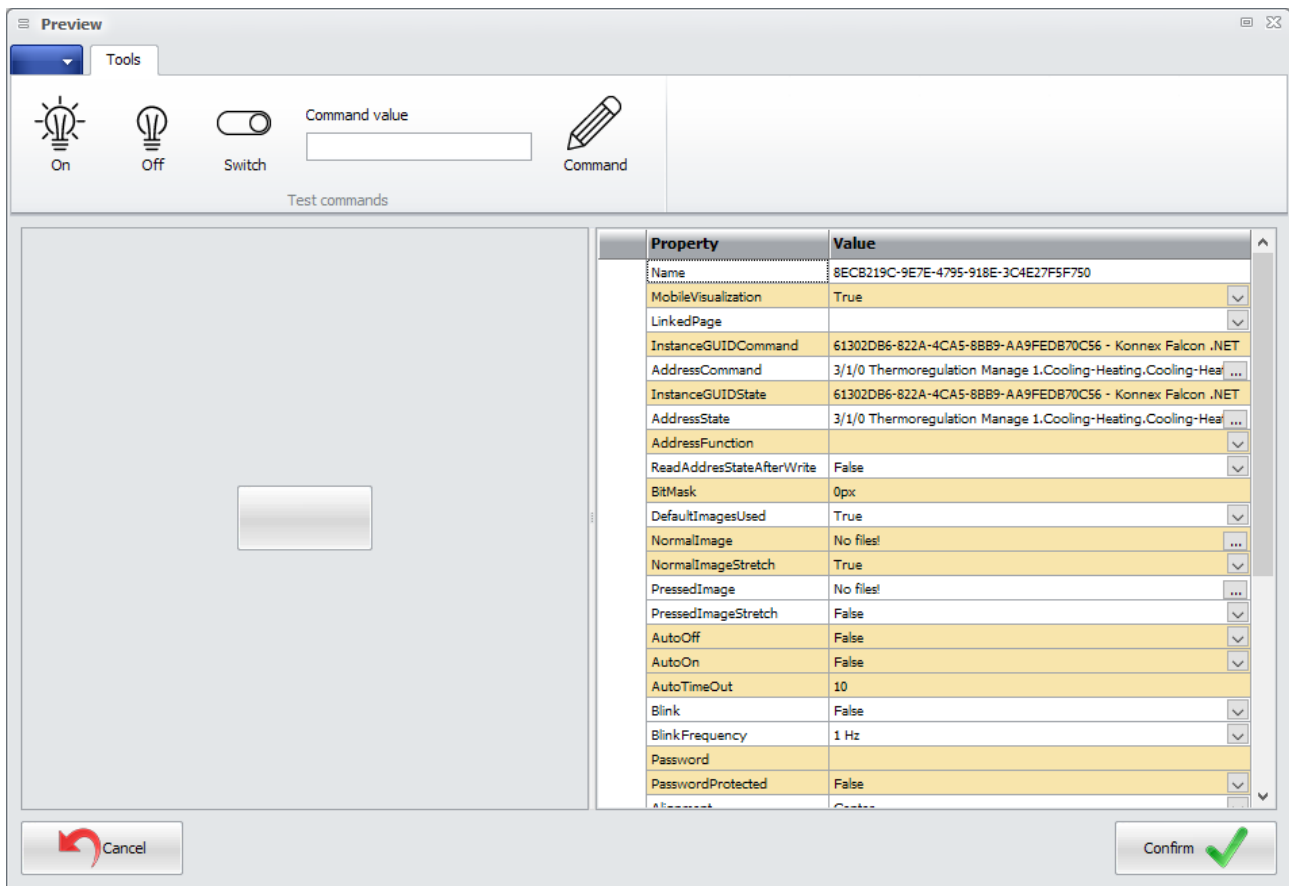 Preview
Tools
Command value
On Off Switch Command
Test commands
Property Value
Name 8ECB219C-9E7E-4795-918E-3C4E27F5F750
MobileVisualization True
LinkedPage
InstanceGUIDCommand 61302DB6-822A-4CA5-8BB9-AA9FEDB70C56 - Konnex Falcon .NET
AddressCommand 3/1/0 Thermoregulation Manage 1.Cooling-Heating.Cooling-Heat ...
InstanceGUIDState 61302DB6-822A-4CA5-8BB9-AA9FEDB70C56 - Konnex Falcon .NET
AddressState 3/1/0 Thermoregulation Manage 1.Cooling-Heating.Cooling-Heat ...
AddressFunction
ReadAddresStateAfterWrite False
BitMask 0px
DefaultImagesUsed True
NormalImage No files! ...
NormalImageStretch True
PressedImage No files! ...
PressedImageStretch False
AutoOff False
AutoOn False
AutoTimeOut 10
Blink False
BlinkFrequency 1 Hz
Password
PasswordProtected False
Alignment Center
Cancel Confirm